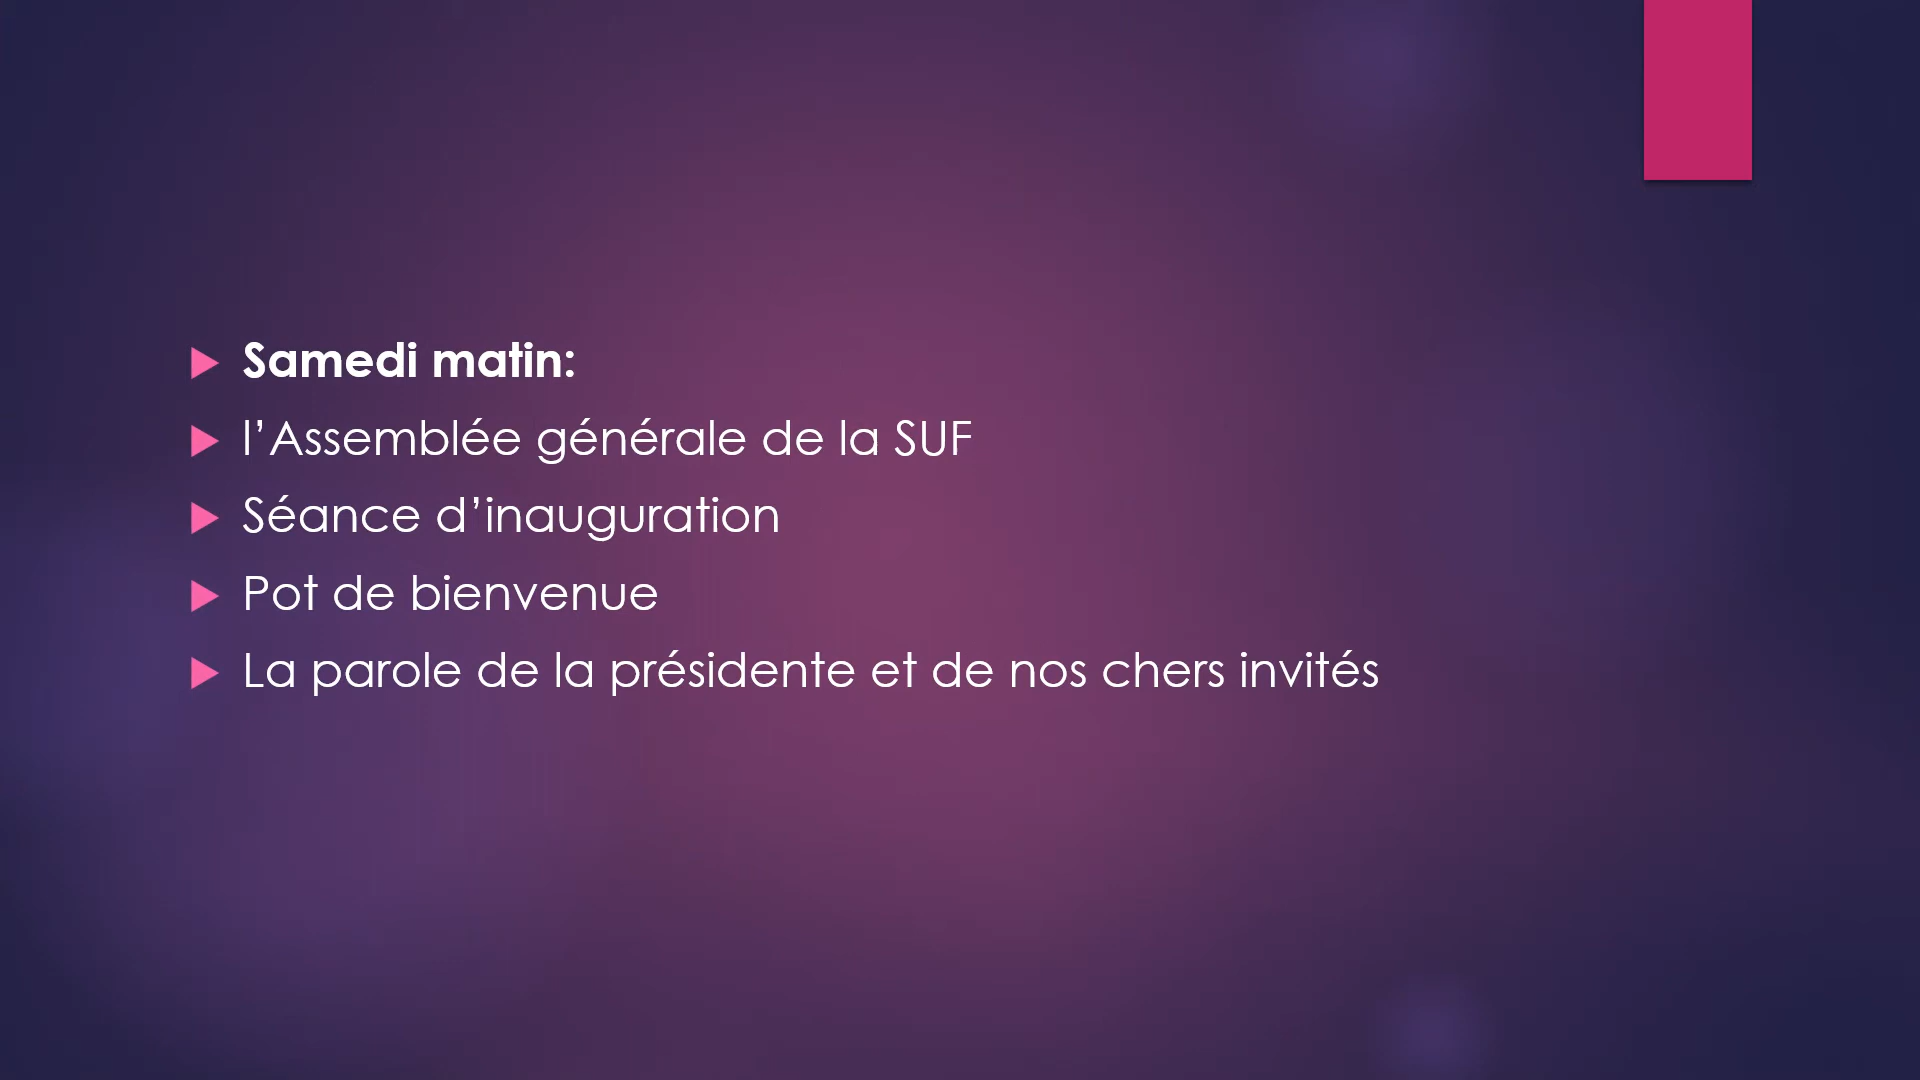 Samedi matin:
l’Assemblée générale de la SUF
Séance d’inauguration
Pot de bienvenue
La parole de la présidente et de nos chers invités